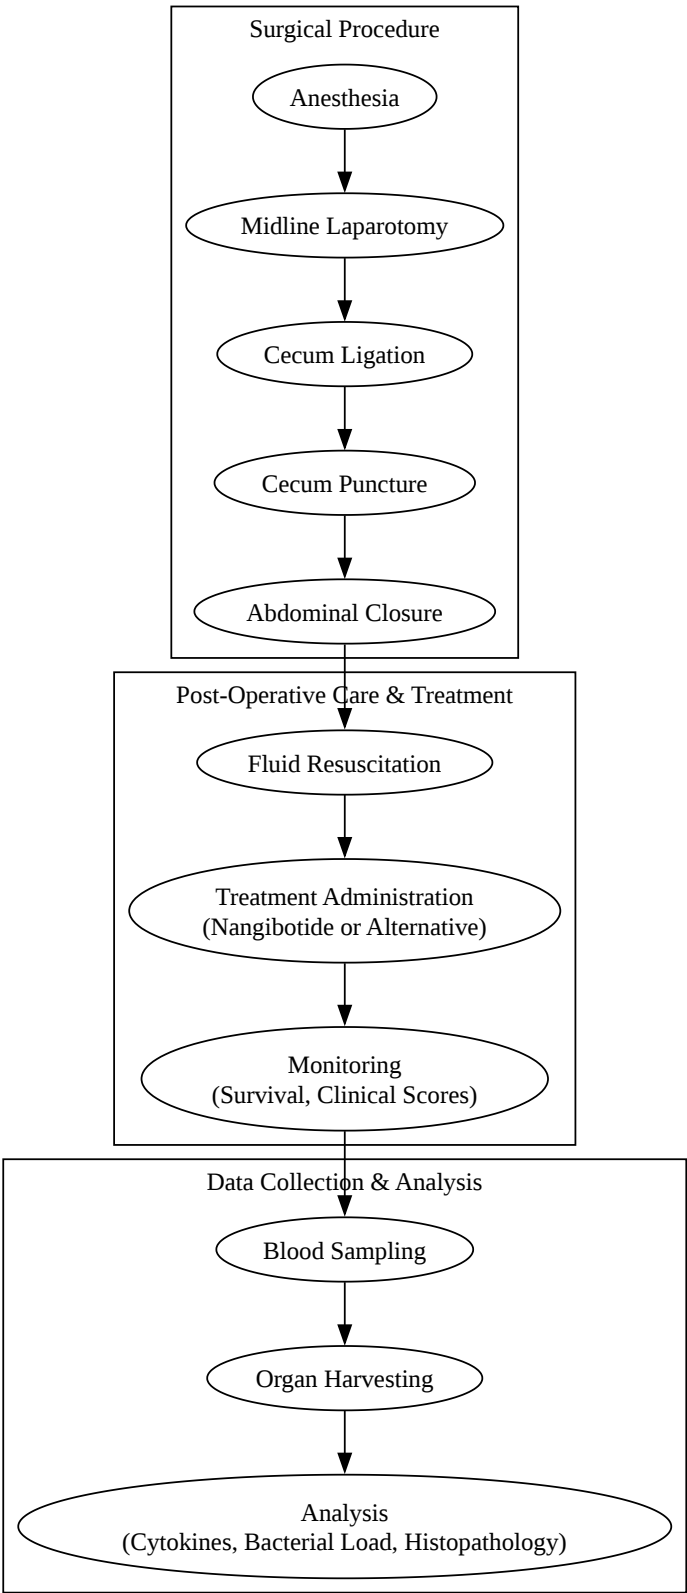 Surgical Procedure
Anesthesia
Midline Laparotomy
Cecum Ligation
Cecum Puncture
Abdominal Closure
Post-Operative Care & Treatment
Fluid Resuscitation
Treatment Administration
(Nangibotide or Alternative)
Monitoring
(Survival, Clinical Scores)
Data Collection & Analysis
Blood Sampling
Organ Harvesting
Analysis
(Cytokines, Bacterial Load, Histopathology)